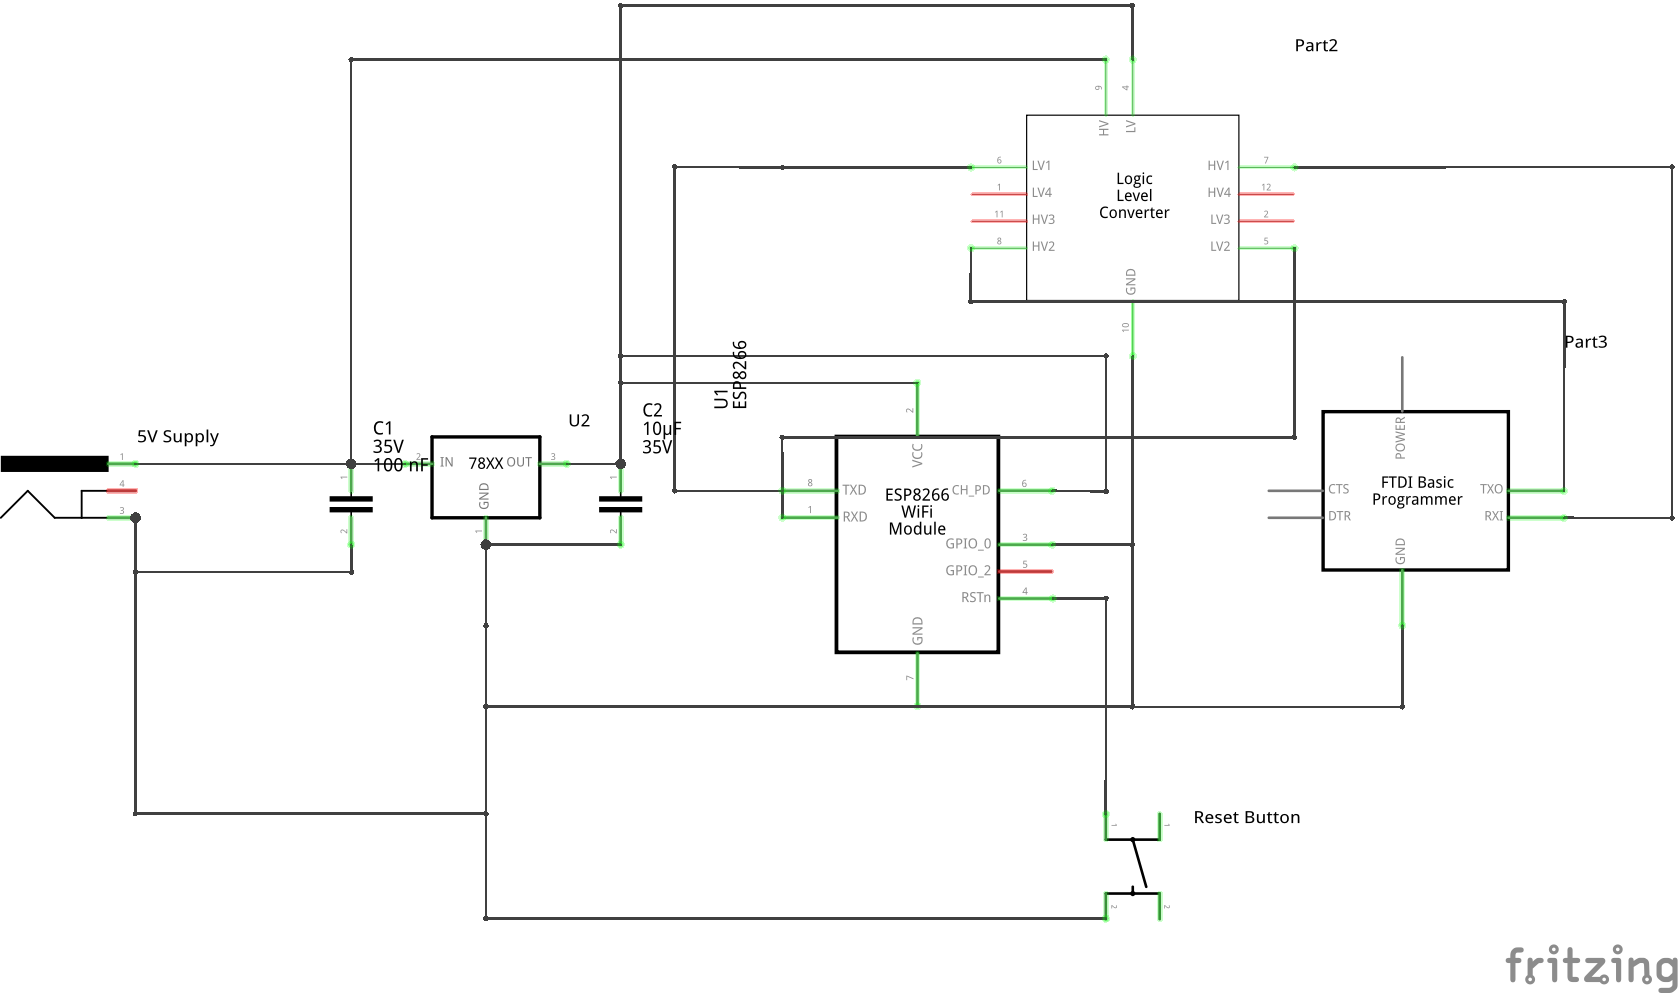 Part2
9
4
HV
LV
6
LV1
HV1
7
1
LV4
HV4
12
11
HV3
LV3
2
8
HV2
LV2
5
Logic
Level
Converter
GND
10
Part3
U1
ESP8266
5V Supply
1
4
3
C1
35V
100 nF
1
2
U2
2
IN
78XX
OUT
3
GND
1
C2
10µF
35V
1
2
2
VCC
8
TXD
CH_PD
6
1
RXD
ESP8266
WiFi
Module
GPIO_0
3
GPIO_2
5
RSTn
4
GND
7
POWER
CTS
DTR
FTDI Basic
Programmer
TXO
RXI
GND
Reset Button
1
1
2
2
fritzing